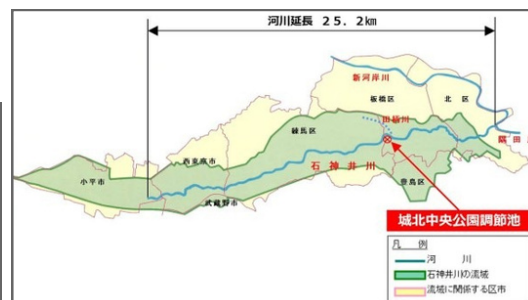 河川延長 25.2km
新河岸川
板橋区
北区
田柄川
練馬区
石神井川
西東京市
小平市
武蔵野市
豊島区
城北中央公園調節池
凡例
河川
石神井川の流域
流域に関係する区市